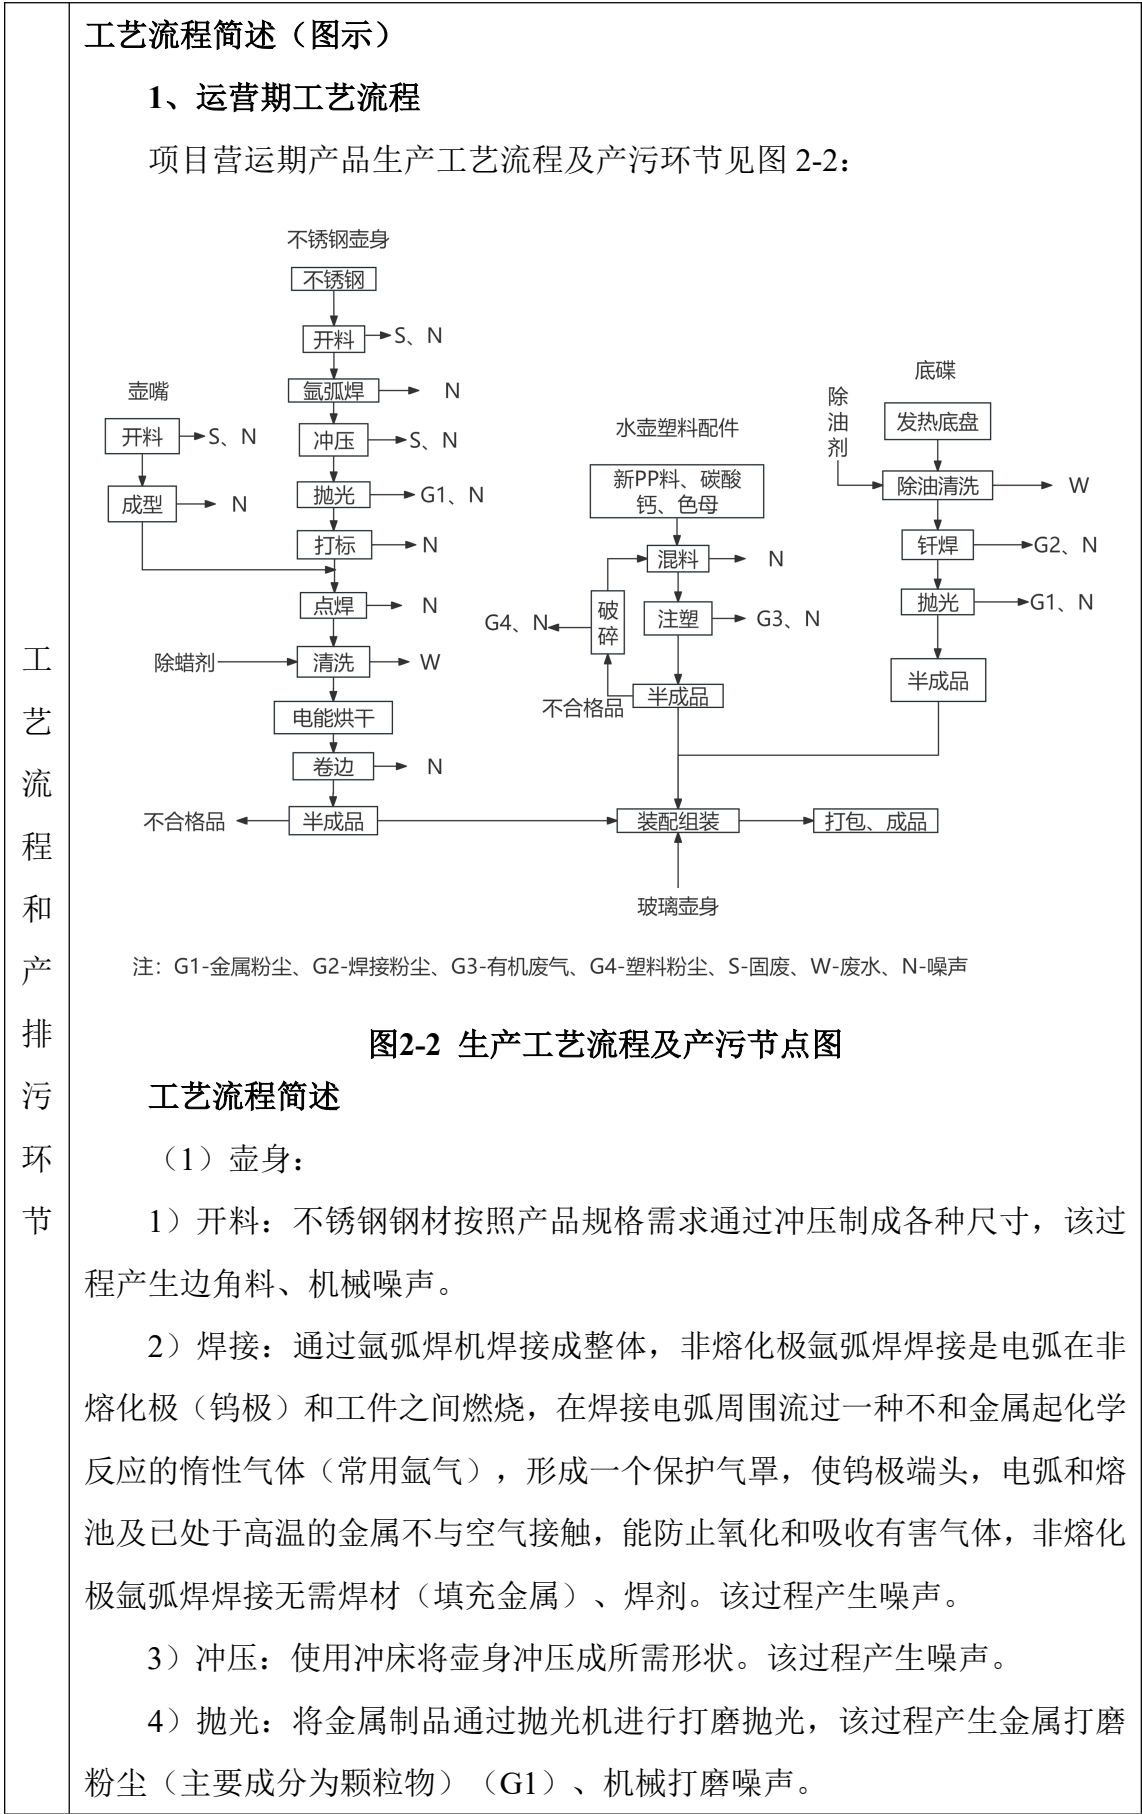 工艺流程和产排污环节
工艺流程简述（图示）
1、运营期工艺流程
项目营运期产品生产工艺流程及产污环节见图 2-2：
不锈钢壶身
不锈钢
开料
S、N
氩弧焊
N
冲压
S、N
抛光
G1、N
打标
N
壶嘴
开料
S、N
成型
N
点焊
N
除蜡剂
清洗
W
电能烘干
卷边
N
不合格品
半成品
水壶塑料配件
新PP料、碳酸
钙、色母
混料
N
破碎
G4、N
注塑
G3、N
不合格品
半成品
底碟
除油剂
发热底盘
除油清洗
W
钎焊
G2、N
抛光
G1、N
半成品
装配组装
打包、成品
玻璃壶身
注：G1-金属粉尘、G2-焊接粉尘、G3-有机废气、G4-塑料粉尘、S-固废、W-废水、N-噪声
图2-2 生产工艺流程及产污节点图
工艺流程简述
（1）壶身：
1）开料：不锈钢钢材按照产品规格需求通过冲压制成各种尺寸，该过
程产生边角料、机械噪声。
2）焊接：通过氩弧焊机焊接成整体，非熔化极氩弧焊焊接是电弧在非
熔化极（钨极）和工件之间燃烧，在焊接电弧周围流过一种不和金属起化学
反应的惰性气体（常用氩气），形成一个保护气罩，使钨极端头，电弧和熔
池及已处于高温的金属不与空气接触，能防止氧化和吸收有害气体，非熔化
极氩弧焊焊接无需焊材（填充金属）、焊剂。该过程产生噪声。
3）冲压：使用冲床将壶身冲压成所需形状。该过程产生噪声。
4）抛光：将金属制品通过抛光机进行打磨抛光，该过程产生金属打磨
粉尘（主要成分为颗粒物）（G1）、机械打磨噪声。